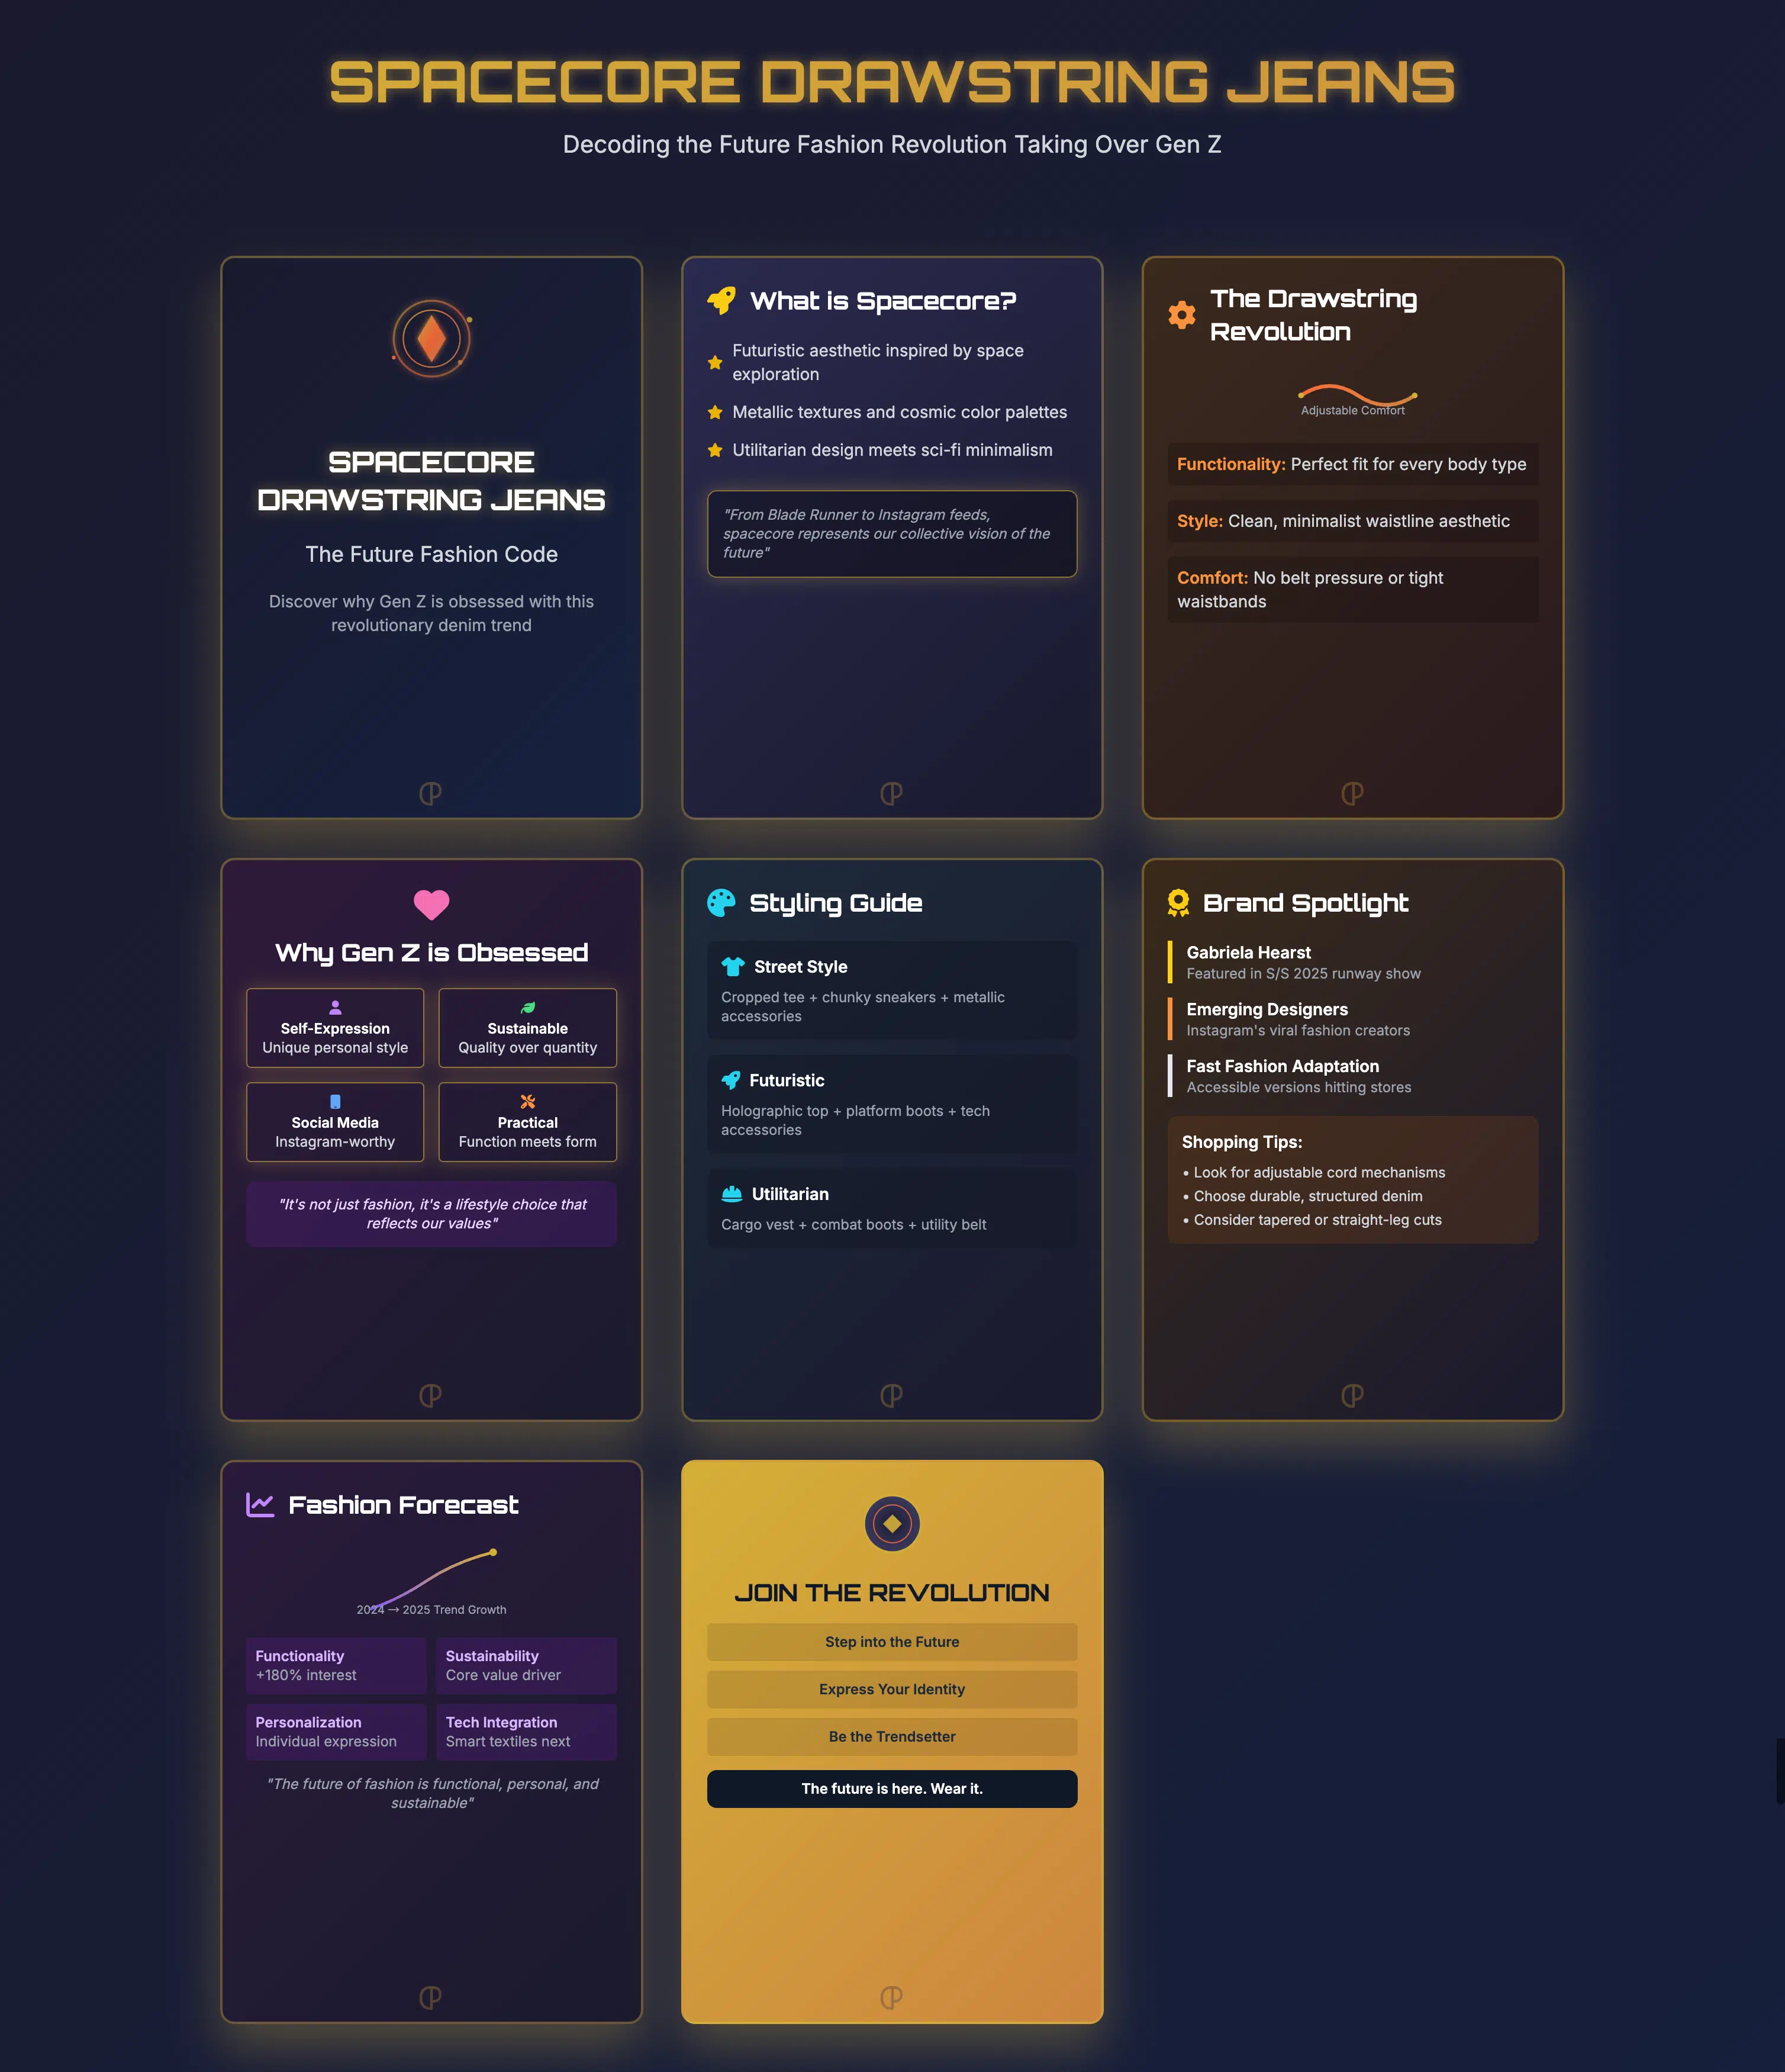 SPACECORE DRAWSTRING JEANS
Decoding the Future Fashion Revolution Taking Over Gen Z
SPACECORE
DRAWSTRING JEANS
The Future Fashion Code
Discover why Gen Z is obsessed with this
revolutionary denim trend
What is Spacecore?
Futuristic aesthetic inspired by space
exploration
Metallic textures and cosmic color palettes
Utilitarian design meets sci-fi minimalism
"From Blade Runner to Instagram feeds,
spacecore represents our collective vision of the
future"
The Drawstring
Revolution
Adjustable Comfort
Functionality: Perfect fit for every body type
Style: Clean, minimalist waistline aesthetic
Comfort: No belt pressure or tight
waistbands
Why Gen Z is Obsessed
Self-Expression
Unique personal style
Sustainable
Quality over quantity
Social Media
Instagram-worthy
Practical
Function meets form
"It's not just fashion, it's a lifestyle choice that
reflects our values"
Styling Guide
Street Style
Cropped tee + chunky sneakers + metallic
accessories
Futuristic
Holographic top + platform boots + tech
accessories
Utilitarian
Cargo vest + combat boots + utility belt
Brand Spotlight
Gabriela Hearst
Featured in S/S 2025 runway show
Emerging Designers
Instagram's viral fashion creators
Fast Fashion Adaptation
Accessible versions hitting stores
Shopping Tips:
• Look for adjustable cord mechanisms
• Choose durable, structured denim
• Consider tapered or straight-leg cuts
Fashion Forecast
2024 → 2025 Trend Growth
Functionality
+180% interest
Sustainability
Core value driver
Personalization
Individual expression
Tech Integration
Smart textiles next
"The future of fashion is functional, personal, and
sustainable"
JOIN THE REVOLUTION
Step into the Future
Express Your Identity
Be the Trendsetter
The future is here. Wear it.